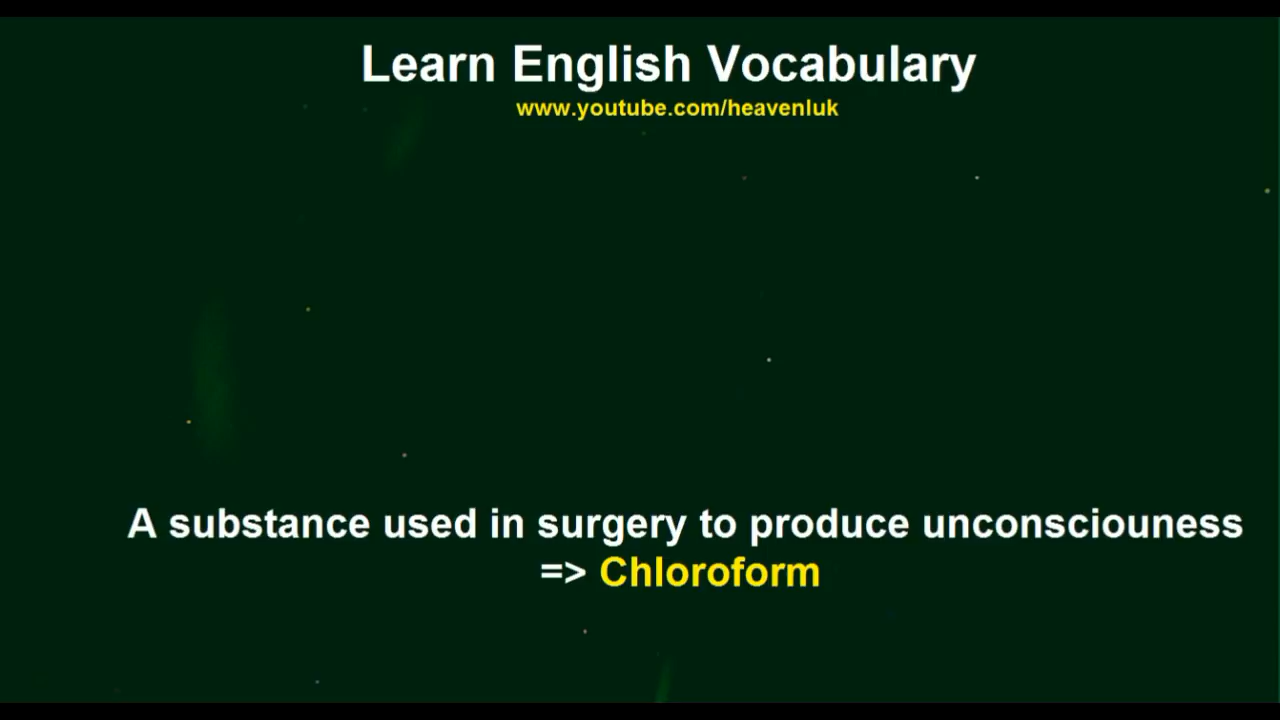 Learn English Vocabulary
www.youtube.com/heavenluk
A substance used in surgery to produce unconsciouness
=> Chloroform